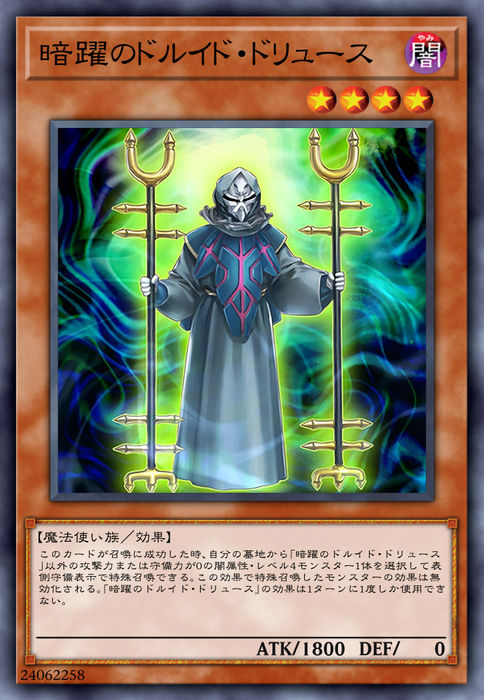 暗躍のドルイド・ドリュース
やみ
闇
【魔法使い族/効果】
このカードが召喚に成功した時、自分の墓地から「暗躍のドルイド・ドリュース
」以外の攻撃力または守備力が0の闇属性・レベル4モンスター1体を選択して表
側守備表示で特殊召喚できる。この効果で特殊召喚したモンスターの効果は無
効化される。「暗躍のドルイド・ドリュース」の効果は1ターンに1度しか使用でき
ない。
ATK/1800 DEF/ 0
24062258